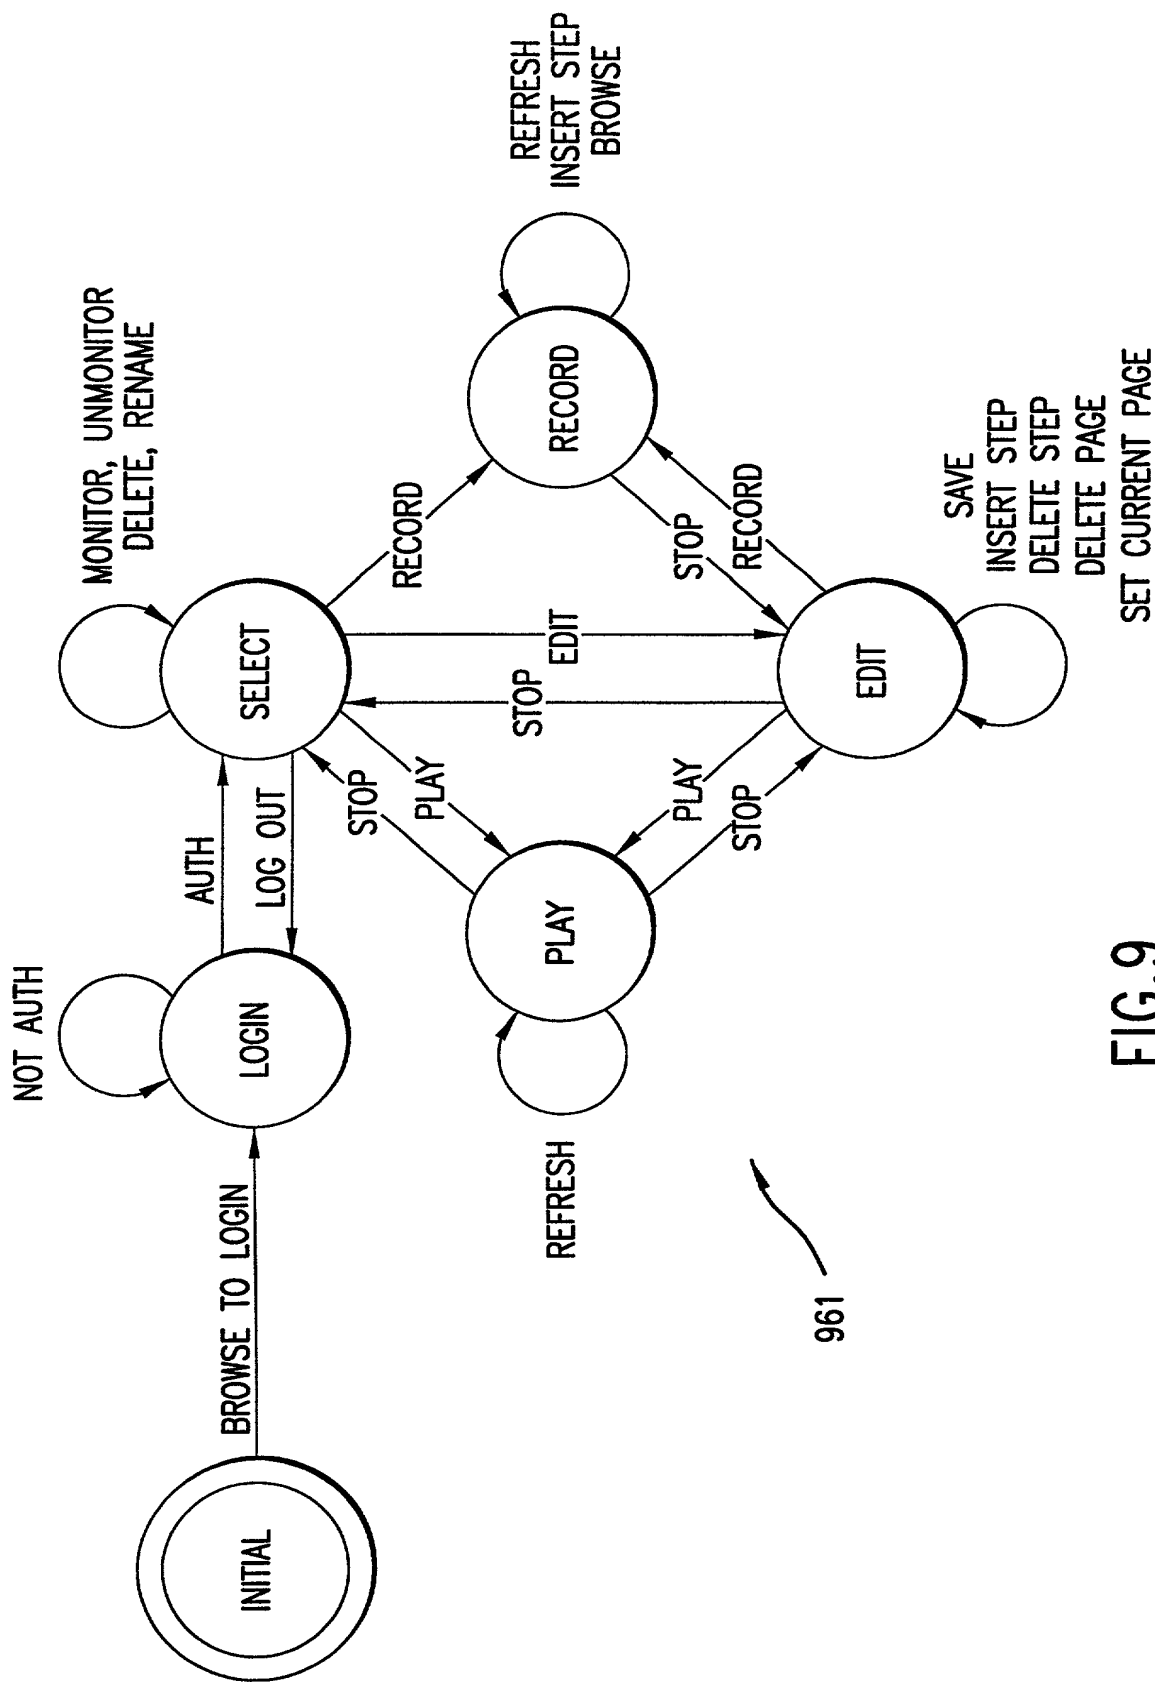 NOT AUTH
MONITOR, UNMONITOR
DELETE, RENAME
INITIAL
BROWSE TO LOGIN
LOGIN
AUTH
LOG OUT
SELECT
STOP
PLAY
RECORD
REFRESH
PLAY
STOP
EDIT
RECORD
REFRESH
INSERT STEP
BROWSE
PLAY
STOP
STOP
RECORD
961
EDIT
SAVE
INSERT STEP
DELETE STEP
DELETE PAGE
SET CURRENT PAGE
FIG.9